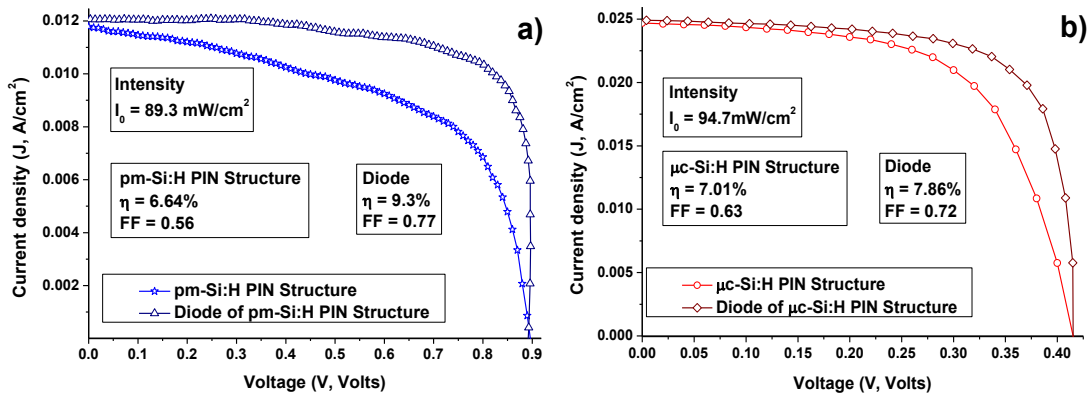 a)
Current density (J, A/cm²)
0.012
0.010
0.008
0.006
0.004
0.002
Intensity
I₀ = 89.3 mW/cm²
pm-Si:H PIN Structure
η = 6.64%
FF = 0.56
Diode
η = 9.3%
FF = 0.77
pm-Si:H PIN Structure
Diode of pm-Si:H PIN Structure
0.0 0.1 0.2 0.3 0.4 0.5 0.6 0.7 0.8 0.9
Voltage (V, Volts)
b)
Current density (J, A/cm²)
0.025
0.020
0.015
0.010
0.005
0.000
Intensity
I₀ = 94.7mW/cm²
μc-Si:H PIN Structure
η = 7.01%
FF = 0.63
Diode
η = 7.86%
FF = 0.72
μc-Si:H PIN Structure
Diode of μc-Si:H PIN Structure
0.00 0.05 0.10 0.15 0.20 0.25 0.30 0.35 0.40
Voltage (V, Volts)